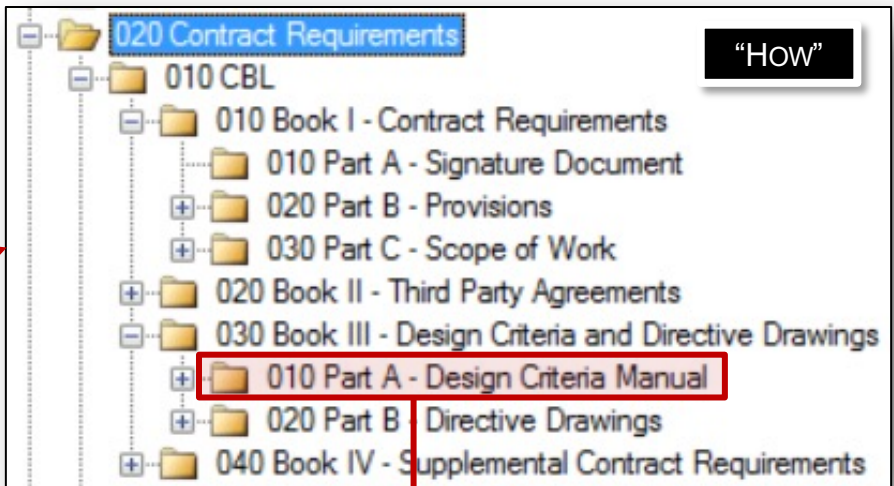 020 Contract Requirements
“How”
010 CBL
010 Book I - Contract Requirements
010 Part A - Signature Document
020 Part B - Provisions
030 Part C - Scope of Work
020 Book II - Third Party Agreements
030 Book III - Design Criteria and Directive Drawings
010 Part A - Design Criteria Manual
020 Part B - Directive Drawings
040 Book IV - Supplemental Contract Requirements